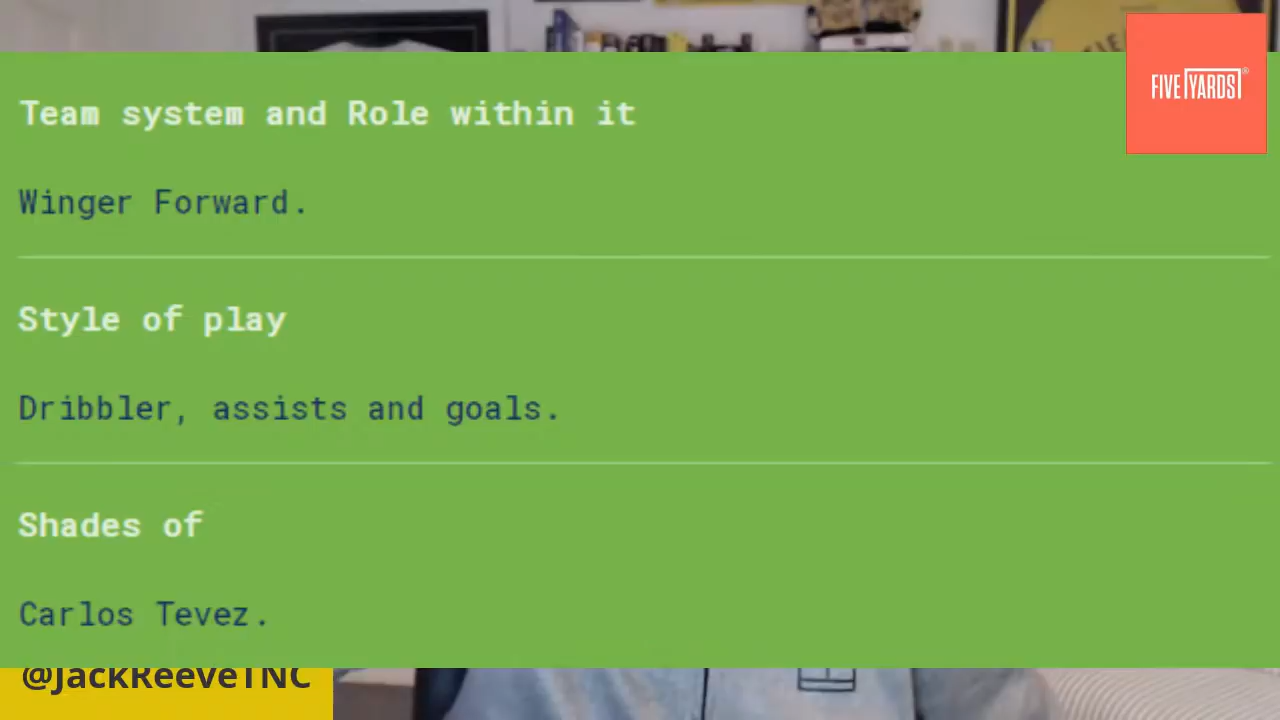 Team system and Role within it
FIVE YARDS®
Winger Forward.
Style of play
Dribbler, assists and goals.
Shades of
Carlos Tevez.
@JackReeveTNC